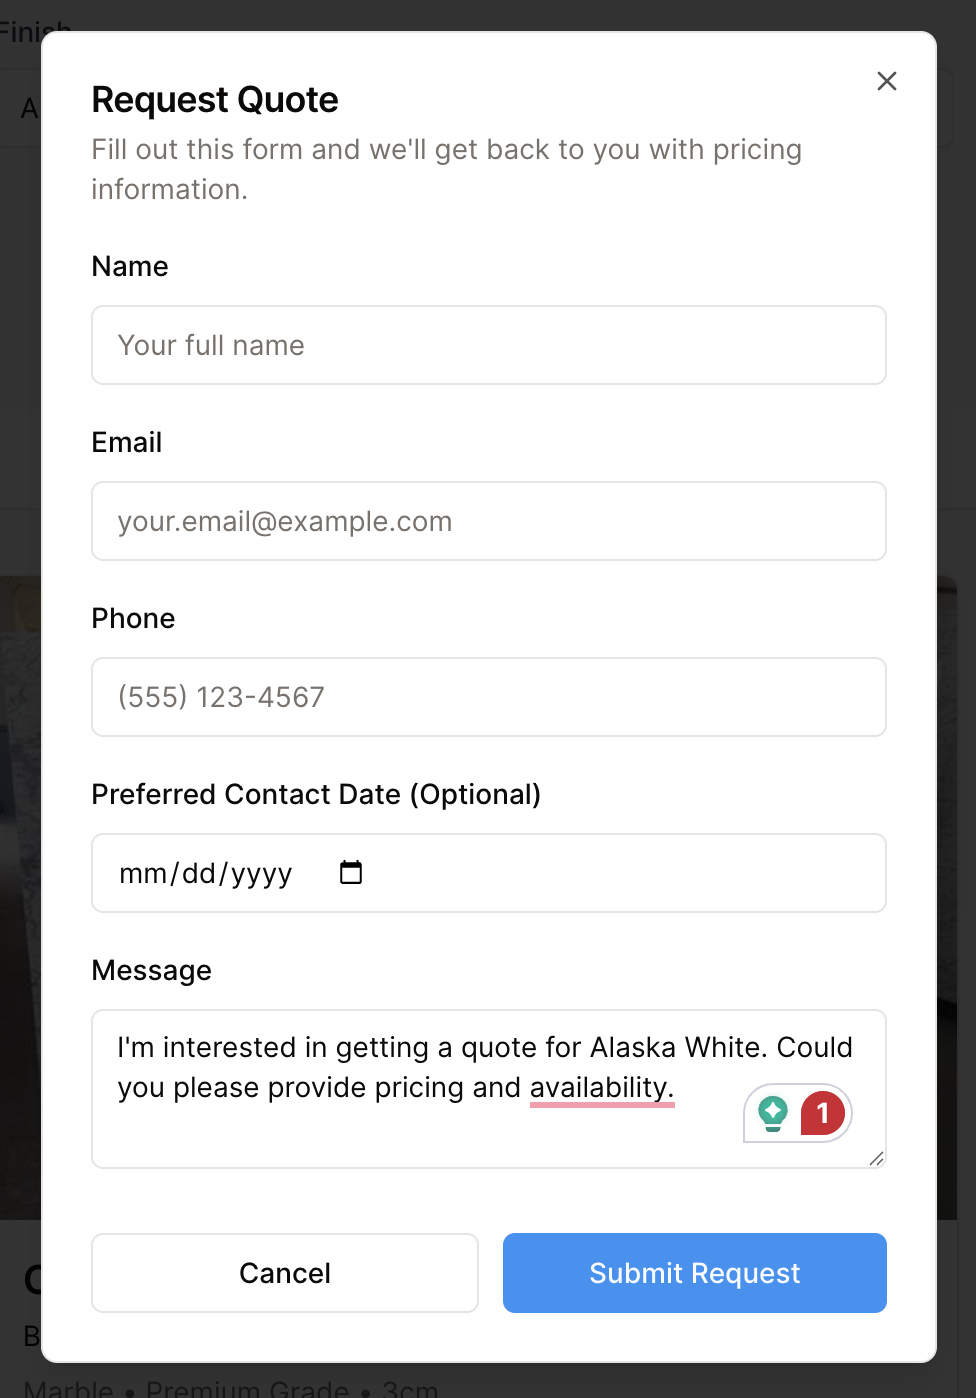 Finish
A
Request Quote
Fill out this form and we'll get back to you with pricing
information.
Name
Your full name
Email
your.email@example.com
Phone
(555) 123-4567
Preferred Contact Date (Optional)
mm/dd/yyyy
Message
I'm interested in getting a quote for Alaska White. Could
you please provide pricing and availability.
1
Cancel
Submit Request
B
Marble • Premium Grade • 3cm